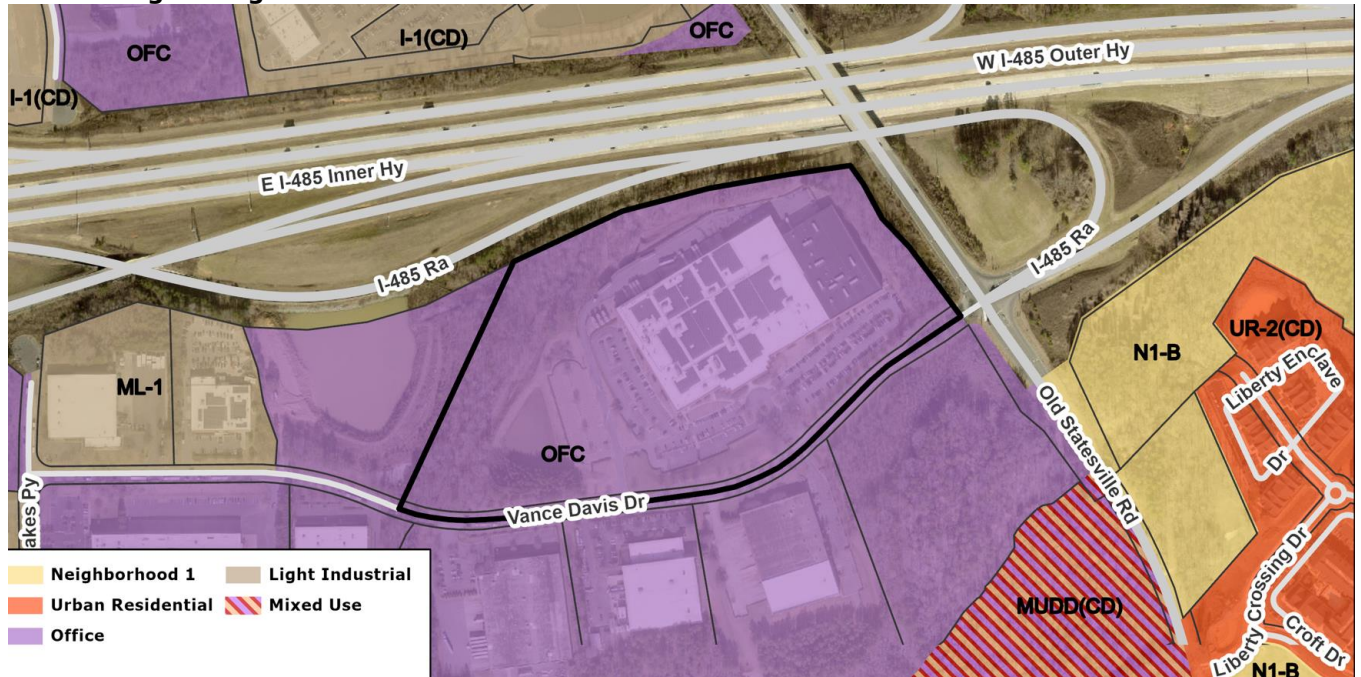 OFC
I-1(CD)
OFC
I-1(CD)
W I-485 Outer Hy
E I-485 Inner Hy
I-485 Ra
I-485 Ra
ML-1
N1-B
UR-2(CD)
Liberty Enclave
Dr
OFC
Old Statesville Rd
Vance Davis Dr
akes Py
MUDD(CD)
Liberty Crossing Dr
Croft Dr
N1-B
Neighborhood 1
Light Industrial
Urban Residential
Mixed Use
Office